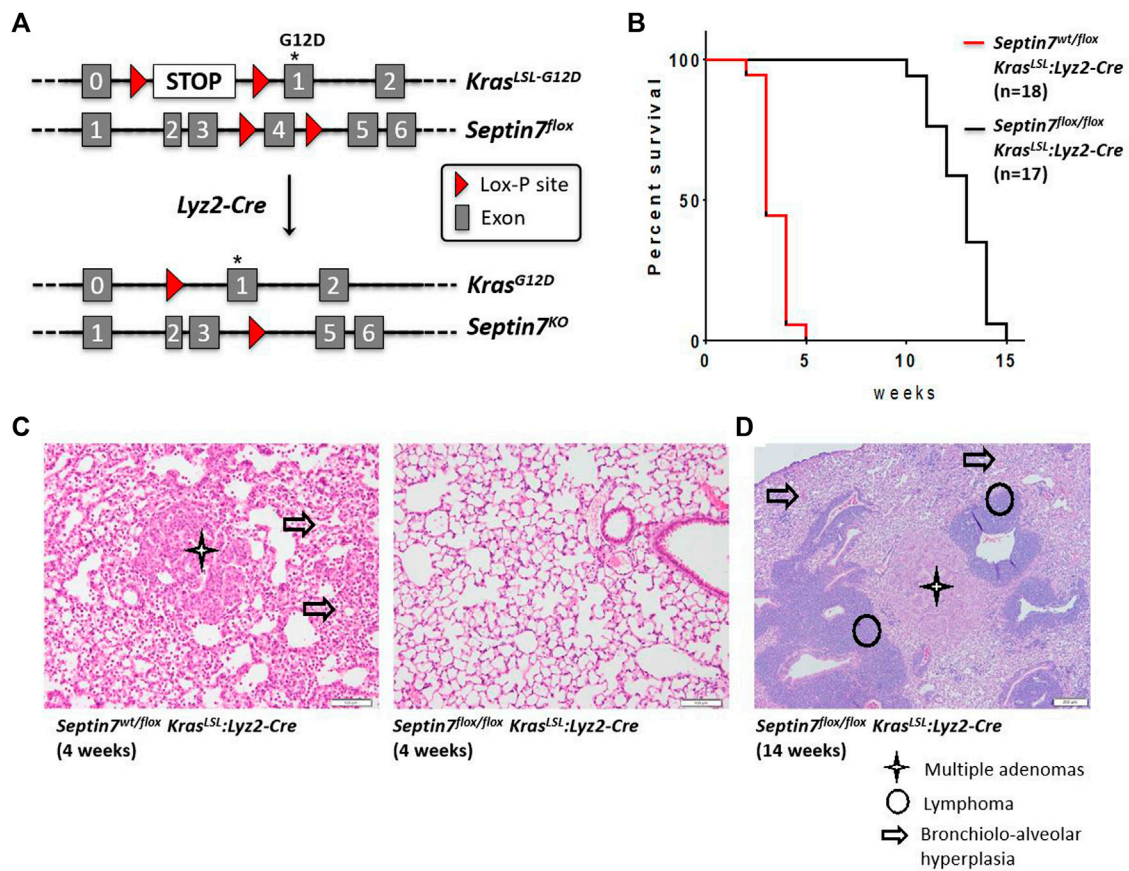 A
G12D
*
0 STOP 1 2 Kras^LSL-G12D
1 2 3 4 5 6 Septin7^flox
Lyz2-Cre
Lox-P site
Exon
*
0 1 2 Kras^G12D
1 2 3 5 6 Septin7^KO
B
Percent survival
100
50
0
0 5 10 15
weeks
Septin7^wt/flox
Kras^LSL:Lyz2-Cre
(n=18)
Septin7^flox/flox
Kras^LSL:Lyz2-Cre
(n=17)
C
Septin7^wt/flox Kras^LSL:Lyz2-Cre
(4 weeks)
Septin7^flox/flox Kras^LSL:Lyz2-Cre
(4 weeks)
D
Septin7^flox/flox Kras^LSL:Lyz2-Cre
(14 weeks)
Multiple adenomas
Lymphoma
Bronchiolo-alveolar
hyperplasia